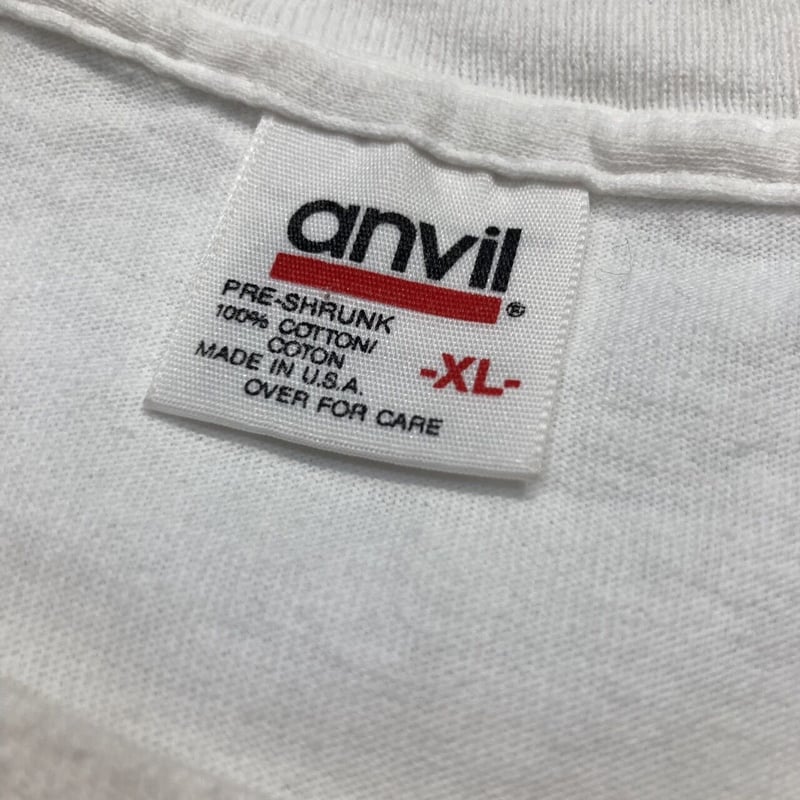 anvil®
PRE-SHRUNK
100% COTTON/
COTON
-XL-
MADE IN U.S.A.
OVER FOR CARE